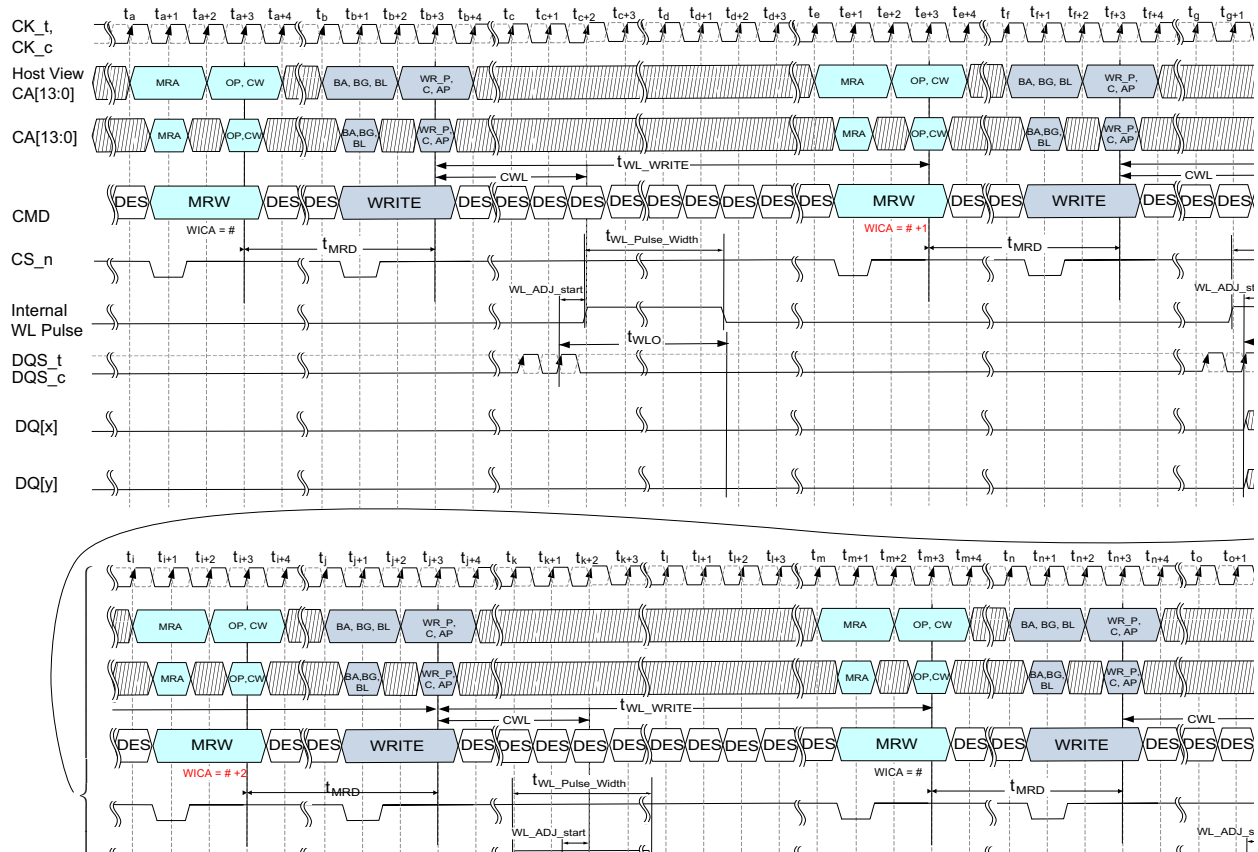 ta ta+1 ta+2 ta+3 ta+4 tb tb+1 tb+2 tb+3 tb+4 tc tc+1 tc+2 tc+3 td td+1 td+2 td+3 te te+1 te+2 te+3 te+4 tf tf+1 tf+2 tf+3 tf+4 tg tg+1
CK_t,
CK_c
Host View
CA[13:0]
MRA OP, CW BA, BG, BL WR_P, C, AP MRA OP, CW BA, BG, BL WR_P, C, AP
CA[13:0]
MRA OP,CW BA,BG, BL WR_P, C, AP MRA OP,CW BA,BG, BL WR_P, C, AP
tWL_WRITE
CWL CWL
CMD
DES MRW DES DES WRITE DES DES DES DES DES DES DES DES DES DES MRW DES DES WRITE DES DES DES
WICA = # WICA = # +1
tMRD tWL_Pulse_Width tMRD
CS_n
WL_ADJ_start WL_ADJ_st
Internal
WL Pulse
tWLO
DQS_t
DQS_c
DQ[x]
DQ[y]
ti ti+1 ti+2 ti+3 ti+4 tj tj+1 tj+2 tj+3 tj+4 tk tk+1 tk+2 tk+3 tl tl+1 tl+2 tl+3 tm tm+1 tm+2 tm+3 tm+4 tn tn+1 tn+2 tn+3 tn+4 to to+1
MRA OP, CW BA, BG, BL WR_P, C, AP MRA OP, CW BA, BG, BL WR_P, C, AP
MRA OP,CW BA,BG, BL WR_P, C, AP MRA OP,CW BA,BG, BL WR_P, C, AP
tWL_WRITE
CWL CWL
DES MRW DES DES WRITE DES DES DES DES DES DES DES DES DES DES MRW DES DES WRITE DES DES DES
WICA = # +2 WICA = #
tMRD tWL_Pulse_Width tMRD
WL_ADJ_start WL_ADJ_s